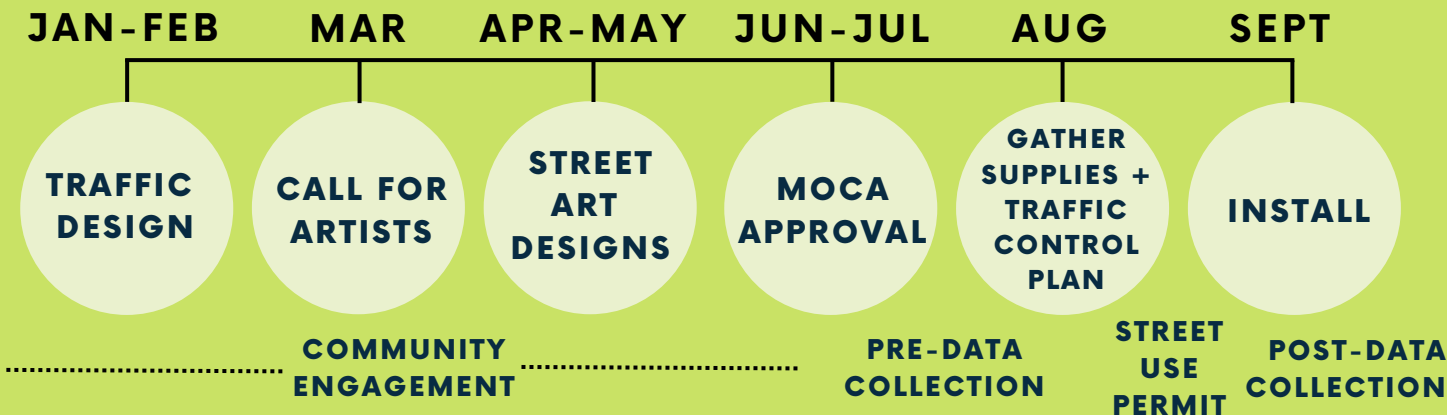 JAN-FEB
MAR
APR-MAY
JUN-JUL
AUG
SEPT
TRAFFIC
DESIGN
CALL FOR
ARTISTS
STREET
ART
DESIGNS
MOCA
APPROVAL
GATHER
SUPPLIES +
TRAFFIC
CONTROL
PLAN
INSTALL
COMMUNITY
ENGAGEMENT
PRE-DATA
COLLECTION
STREET
USE
PERMIT
POST-DATA
COLLECTION